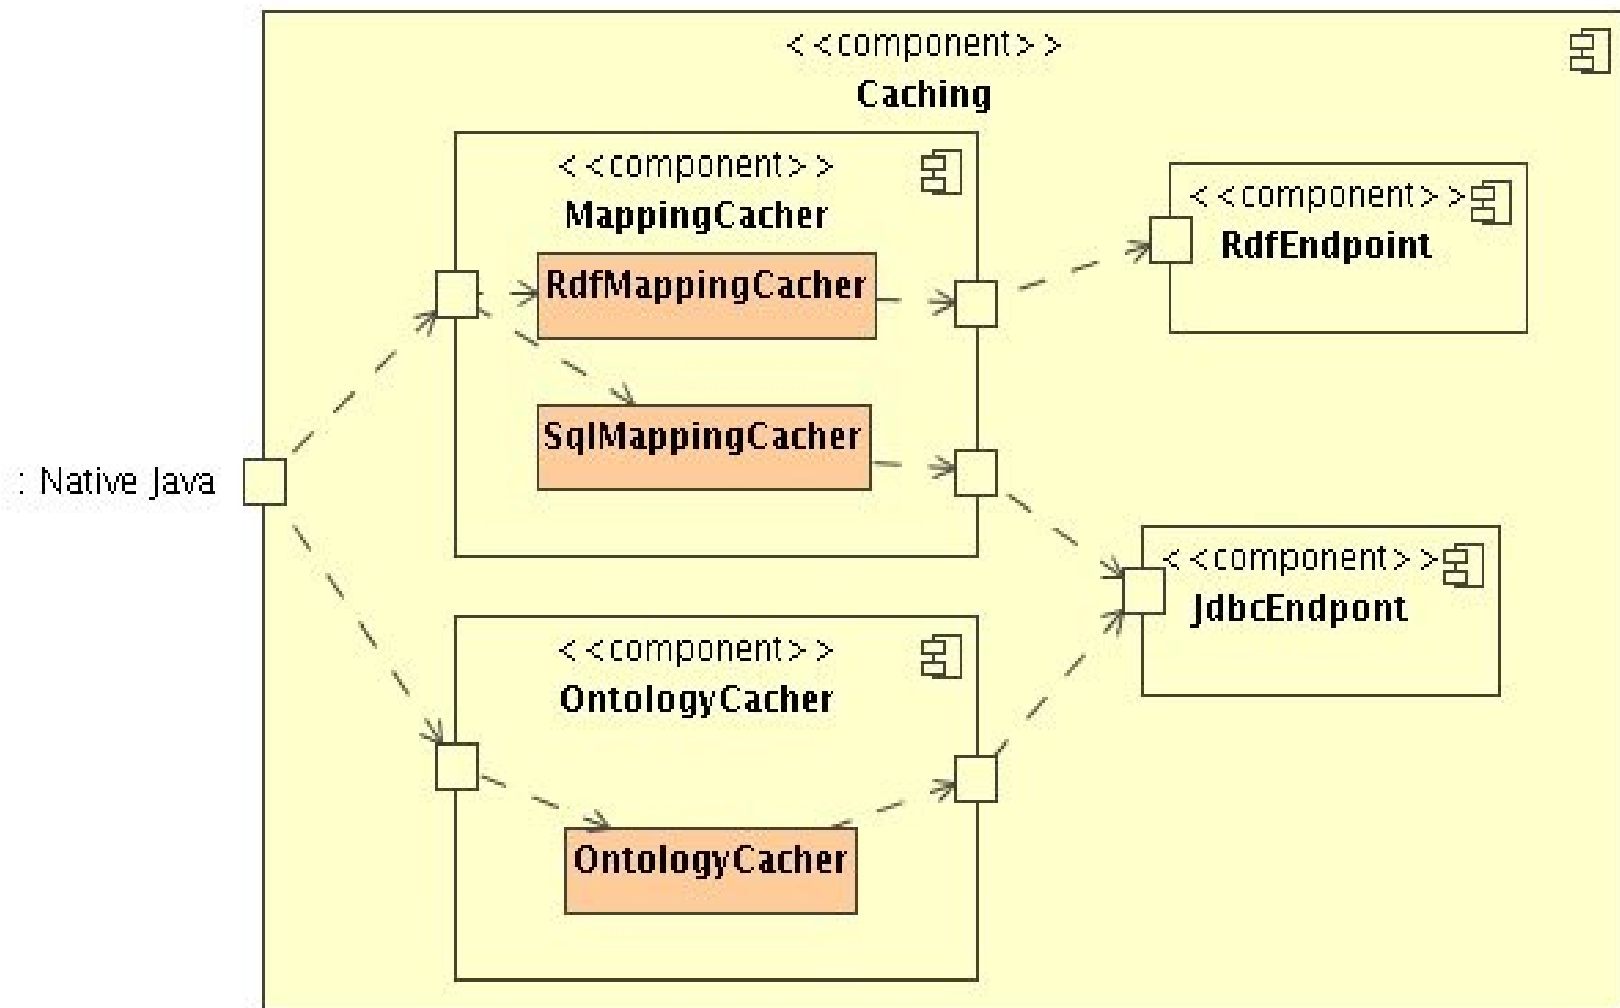 < <component> >
Caching
< <component> >
MappingCacher
< <component> >
RdfEndpoint
RdfMappingCacher
SqlMappingCacher
: Native Java
< <component> >
JdbcEndpont
< <component> >
OntologyCacher
OntologyCacher